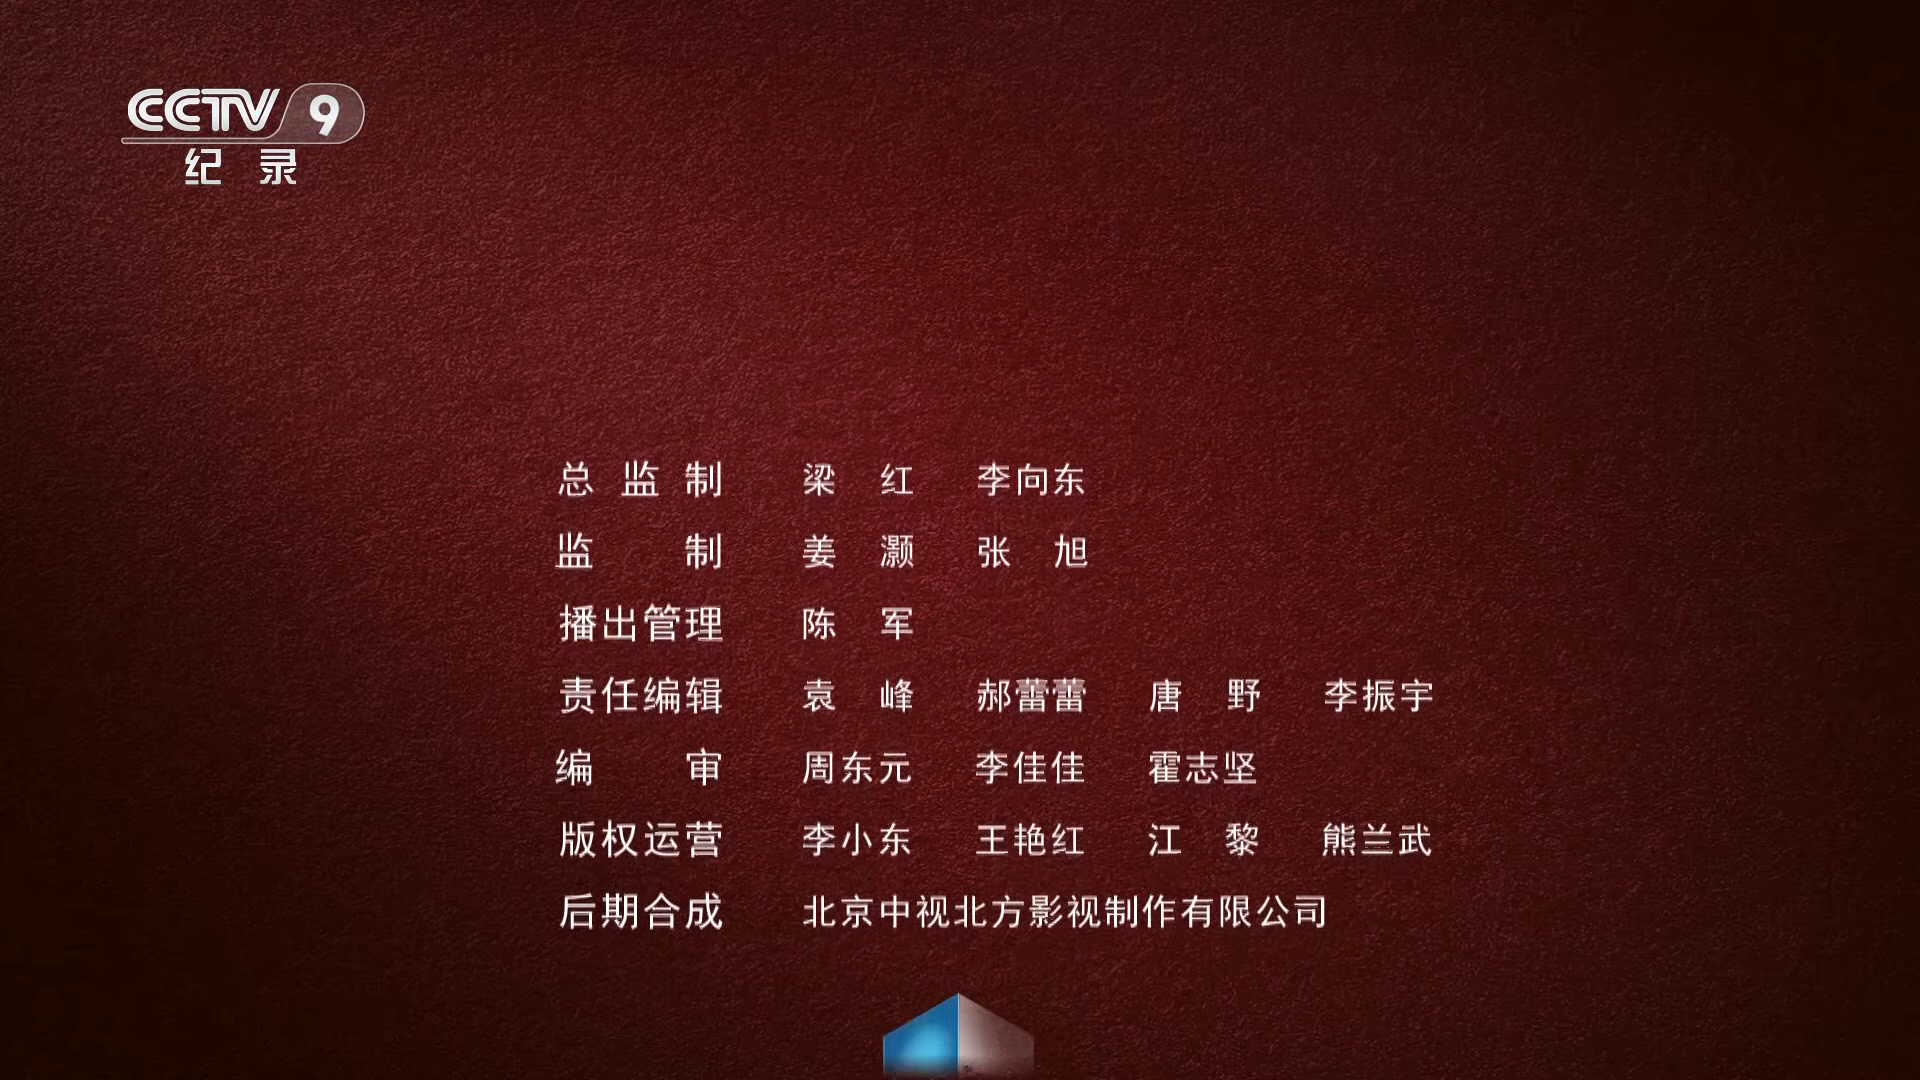 CCTV 9
纪 录
总 监 制 梁 红 李向东
监 制 姜 灏 张 旭
播出管理 陈 军
责任编辑 袁 峰 郝蕾蕾 唐 野 李振宇
编 审 周东元 李佳佳 霍志坚
版权运营 李小东 王艳红 江 黎 熊兰武
后期合成 北京中视北方影视制作有限公司